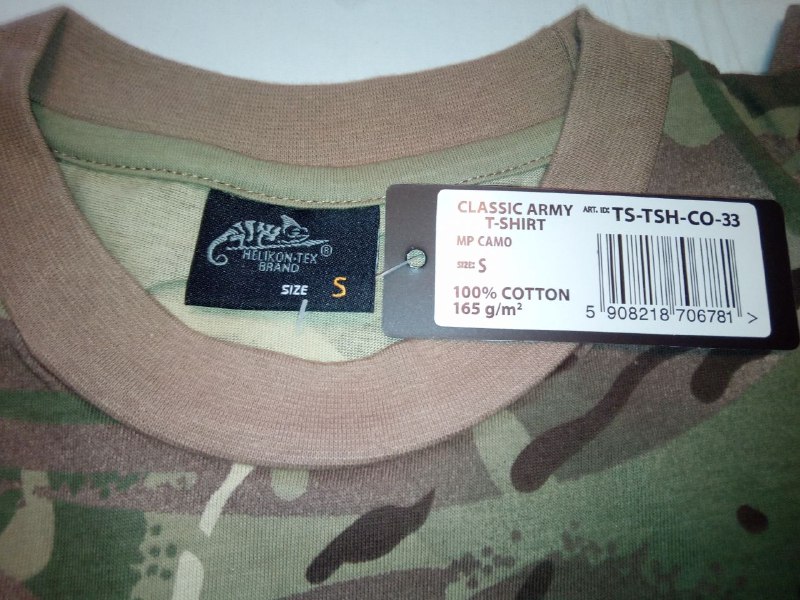 HELIKON-TEX®
BRAND
SIZE S
CLASSIC ARMY
T-SHIRT
ART. IDX: TS-TSH-CO-33
MP CAMO
SIZE: S
100% COTTON
165 g/m²
5 908218 706781 >